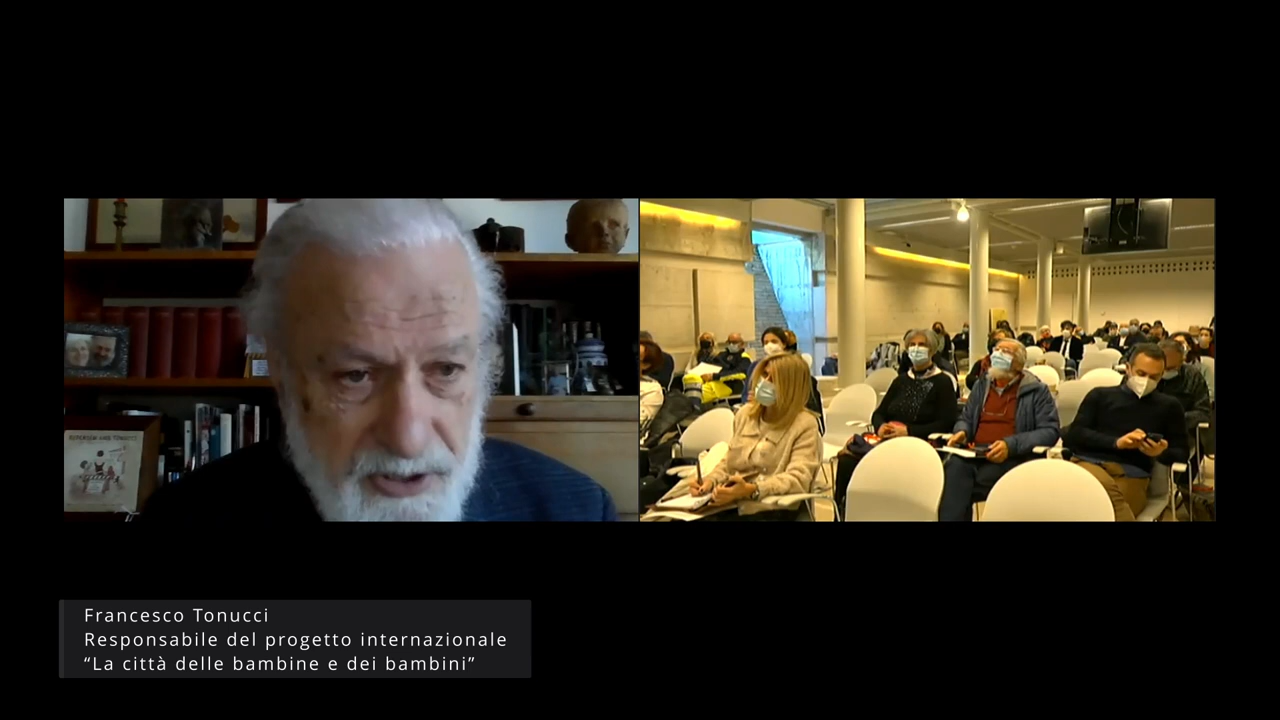 Francesco Tonucci
Responsabile del progetto internazionale
“La città delle bambine e dei bambini”